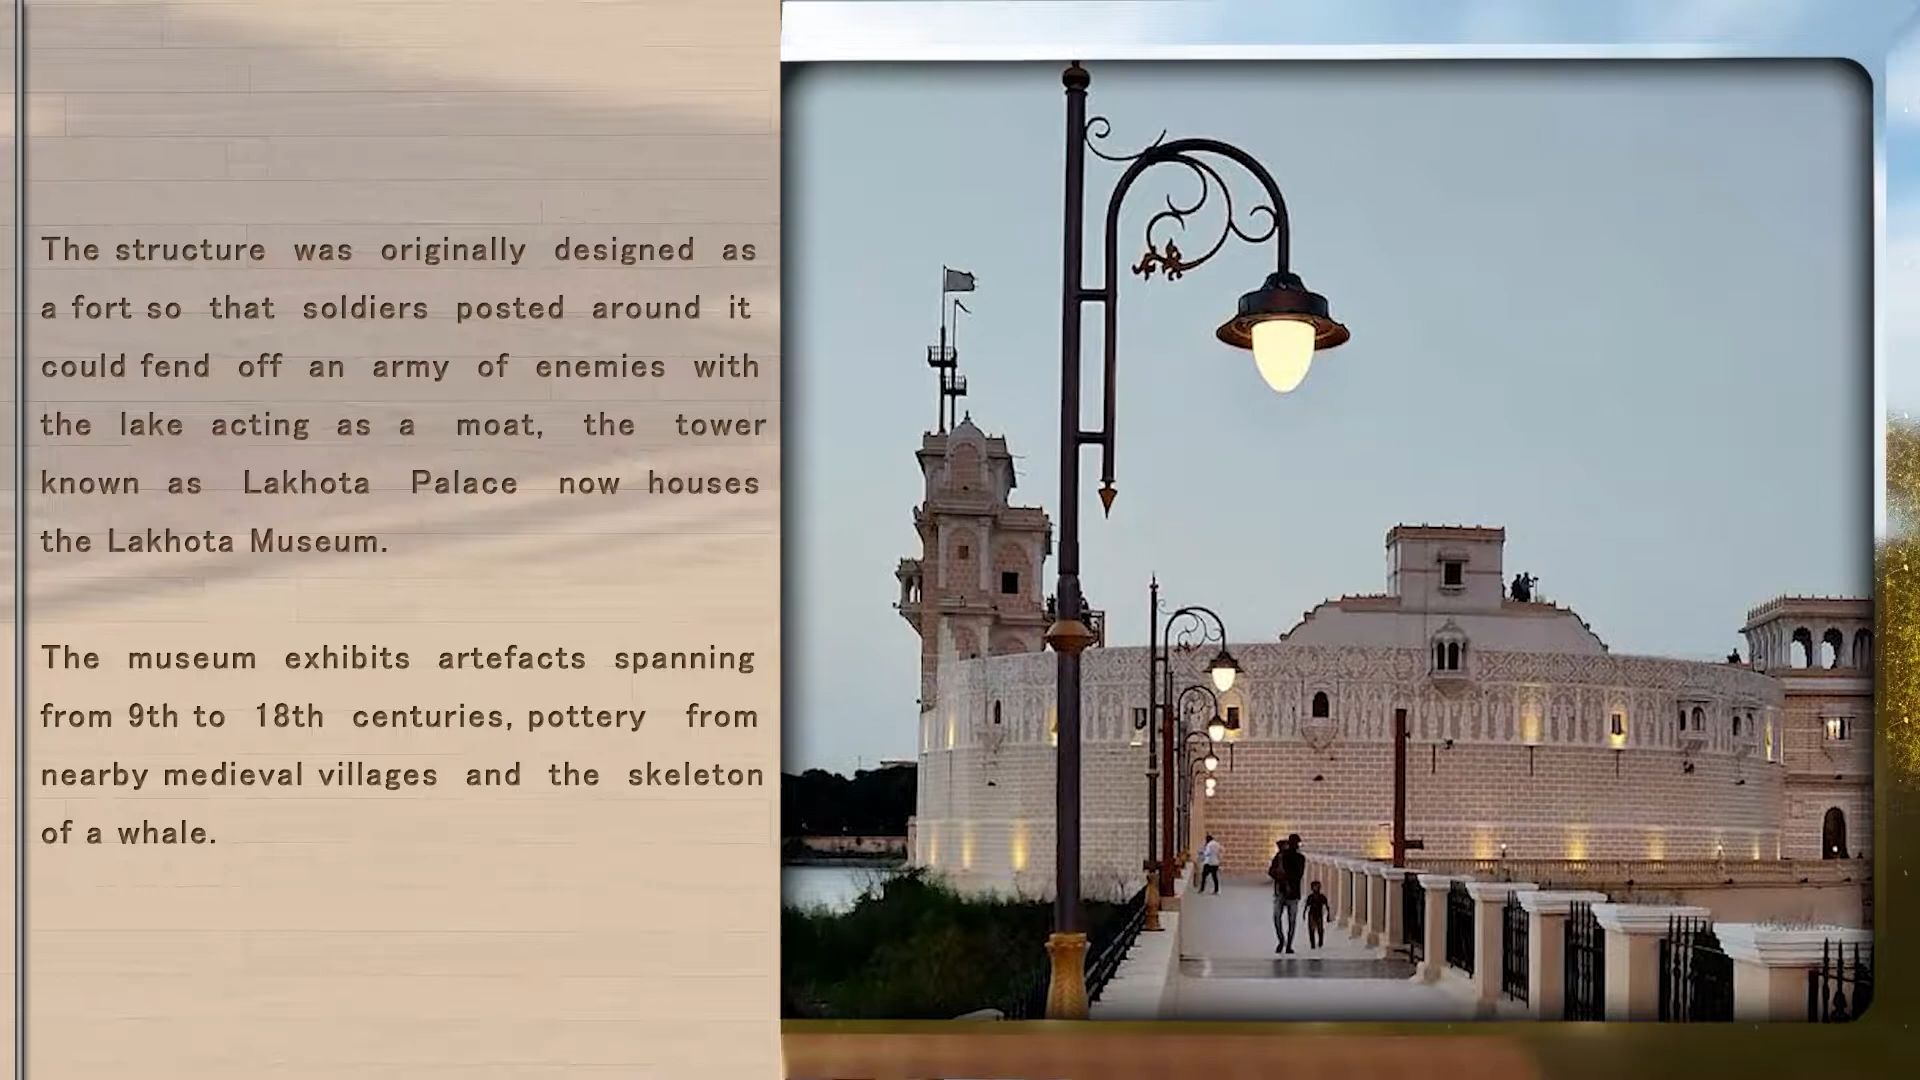 The structure was originally designed as
a fort so that soldiers posted around it
could fend off an army of enemies with
the lake acting as a moat, the tower
known as Lakhota Palace now houses
the Lakhota Museum.
The museum exhibits artefacts spanning
from 9th to 18th centuries, pottery from
nearby medieval villages and the skeleton
of a whale.